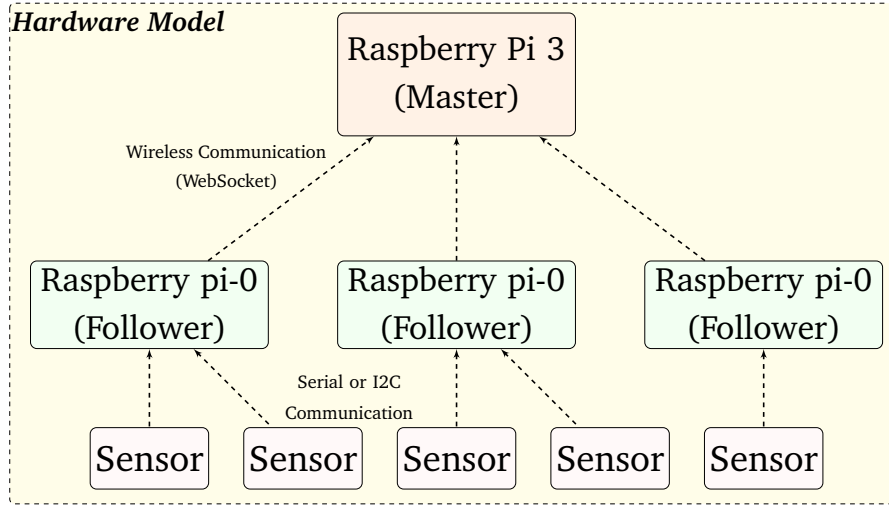 Hardware Model
Raspberry Pi 3
(Master)
Wireless Communication
(WebSocket)
Raspberry pi-0
(Follower)
Raspberry pi-0
(Follower)
Raspberry pi-0
(Follower)
Serial or I2C
Communication
Sensor
Sensor
Sensor
Sensor
Sensor